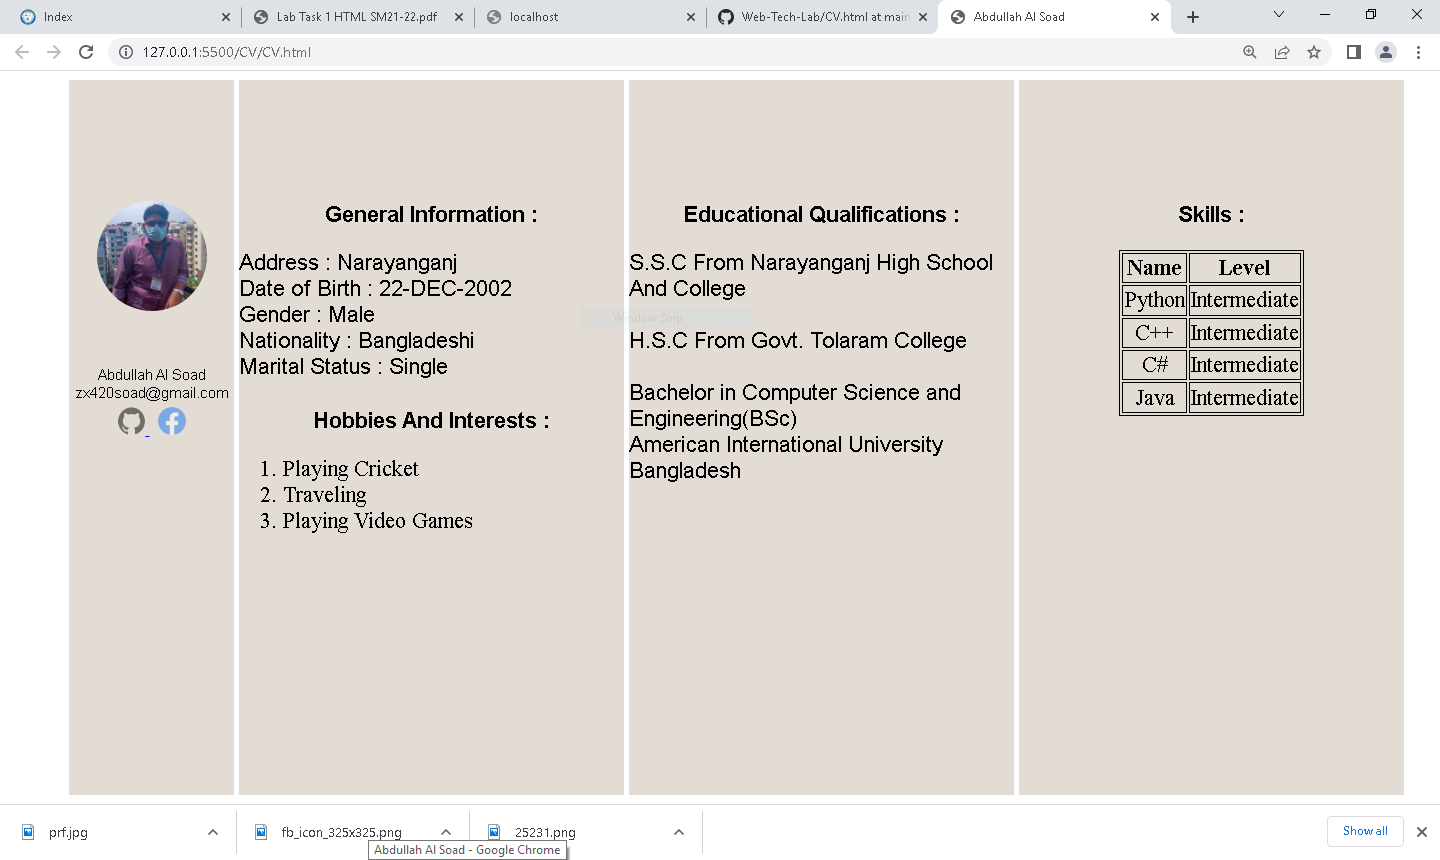 Index
Lab Task 1 HTML SM21-22.pdf
localhost
Web-Tech-Lab/CV.html at main
Abdullah Al Soad
127.0.0.1:5500/CV/CV.html
Abdullah Al Soad
zx420soad@gmail.com
General Information :
Address : Narayanganj
Date of Birth : 22-DEC-2002
Gender : Male
Nationality : Bangladeshi
Marital Status : Single
Hobbies And Interests :
1. Playing Cricket
2. Traveling
3. Playing Video Games
Educational Qualifications :
S.S.C From Narayanganj High School
And College
Window Snip
H.S.C From Govt. Tolaram College
Bachelor in Computer Science and
Engineering(BSc)
American International University
Bangladesh
Skills :
Name Level
Python Intermediate
C++ Intermediate
C# Intermediate
Java Intermediate
prf.jpg
fb_icon_325x325.png
25231.png
Show all
Abdullah Al Soad - Google Chrome